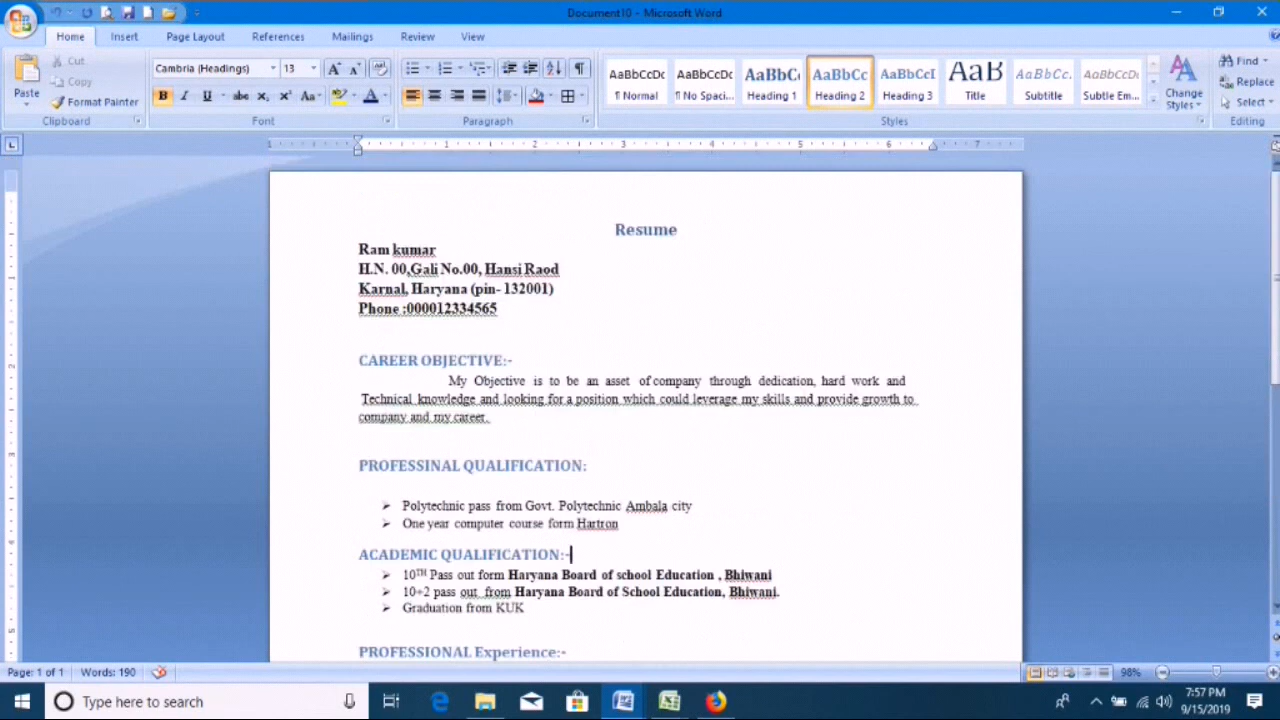 Document10 - Microsoft Word
Home Insert Page Layout References Mailings Review View
Paste
Cut
Copy
Format Painter
Clipboard
Cambria (Headings) 13
Font
Paragraph
AaBbCcDc AaBbCcDc AaBbC AaBbCc AaBbCcI AaB AaBbCc. AaBbCcDc
¶ Normal ¶ No Spaci... Heading 1 Heading 2 Heading 3 Title Subtitle Subtle Em...
Change Styles
Styles
Find
Replace
Select
Editing
Resume
Ram kumar
H.N. 00,Gali No.00, Hansi Raod
Karnal, Haryana (pin- 132001)
Phone :000012334565
CAREER OBJECTIVE:-
My Objective is to be an asset of company through dedication, hard work and
Technical knowledge and looking for a position which could leverage my skills and provide growth to
company and my career.
PROFESSINAL QUALIFICATION:
➢ Polytechnic pass from Govt. Polytechnic Ambala city
➢ One year computer course form Hartron
ACADEMIC QUALIFICATION:-
➢ 10TH Pass out form Haryana Board of school Education , Bhiwani
➢ 10+2 pass out from Haryana Board of School Education, Bhiwani.
➢ Graduation from KUK
PROFESSIONAL Experience:-
Page: 1 of 1 Words: 190 98%
Type here to search
7:57 PM
9/15/2019